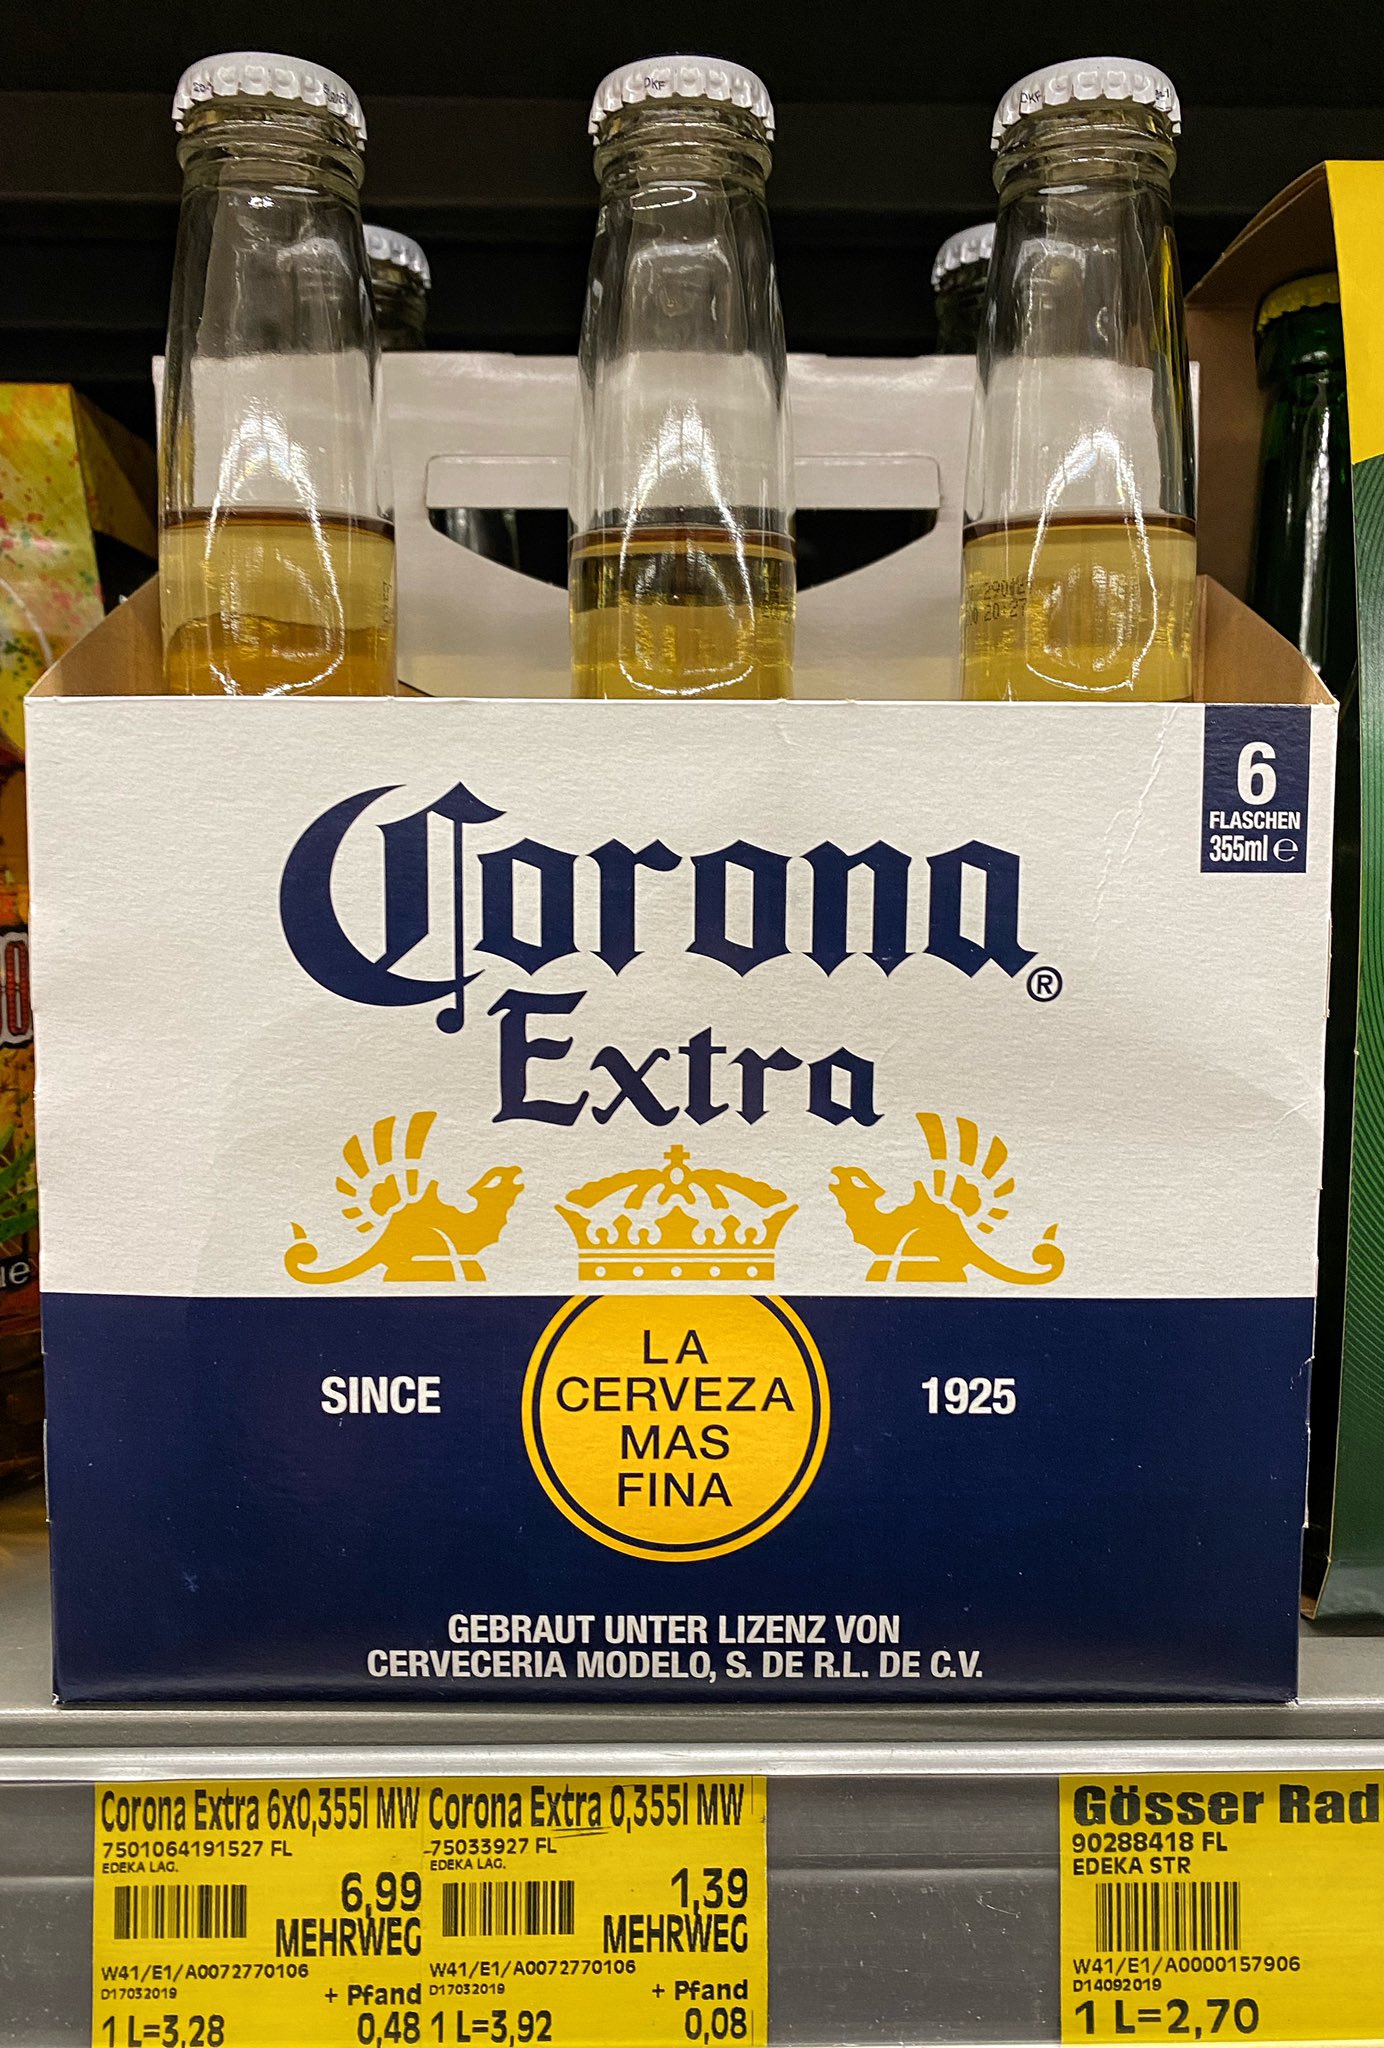 6
FLASCHEN
355ml e
Corona
Extra
®
LA
CERVEZA
MAS
FINA
SINCE
1925
GEBRAUT UNTER LIZENZ VON
CERVECERIA MODELO, S. DE R.L. DE C.V.
Corona Extra 6x0,355l MW
7501064191527 FL
EDEKA LAG.
6,99
MEHRWEG
W41/E1/A0072770106
D17032019
+ Pfand
1 L=3,28
0,48
Corona Extra 0,355l MW
75033927 FL
EDEKA LAG.
1,39
MEHRWEG
W41/E1/A0072770106
D17032019
+ Pfand
1 L=3,92
0,08
Gösser Rad
90288418 FL
EDEKA STR
W41/E1/A0000157906
D14092019
1 L=2,70